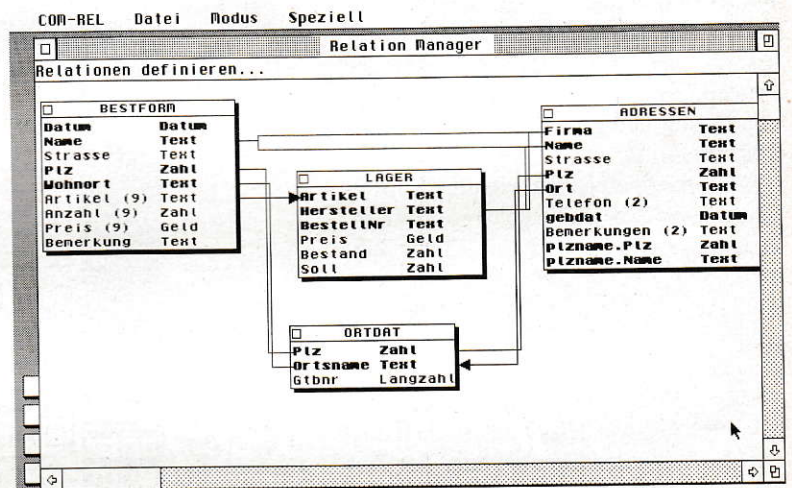 COM-REL Datei Modus Speziell
Relation Manager
Relationen definieren...
BESTFORM
Datum Datum
Name Text
Strasse Text
Plz Zahl
Wohnort Text
Artikel (9) Text
Anzahl (9) Zahl
Preis (9) Geld
Bemerkung Text
LAGER
Artikel Text
Hersteller Text
BestellNr Text
Preis Geld
Bestand Zahl
Soll Zahl
ADRESSEN
Firma Text
Name Text
Strasse Text
Plz Zahl
Ort Text
Telefon (2) Text
gebdat Datum
Bemerkungen (2) Text
plzname.Plz Zahl
plzname.Name Text
ORTDAT
Plz Zahl
Ortsname Text
Gtbnr Langzahl